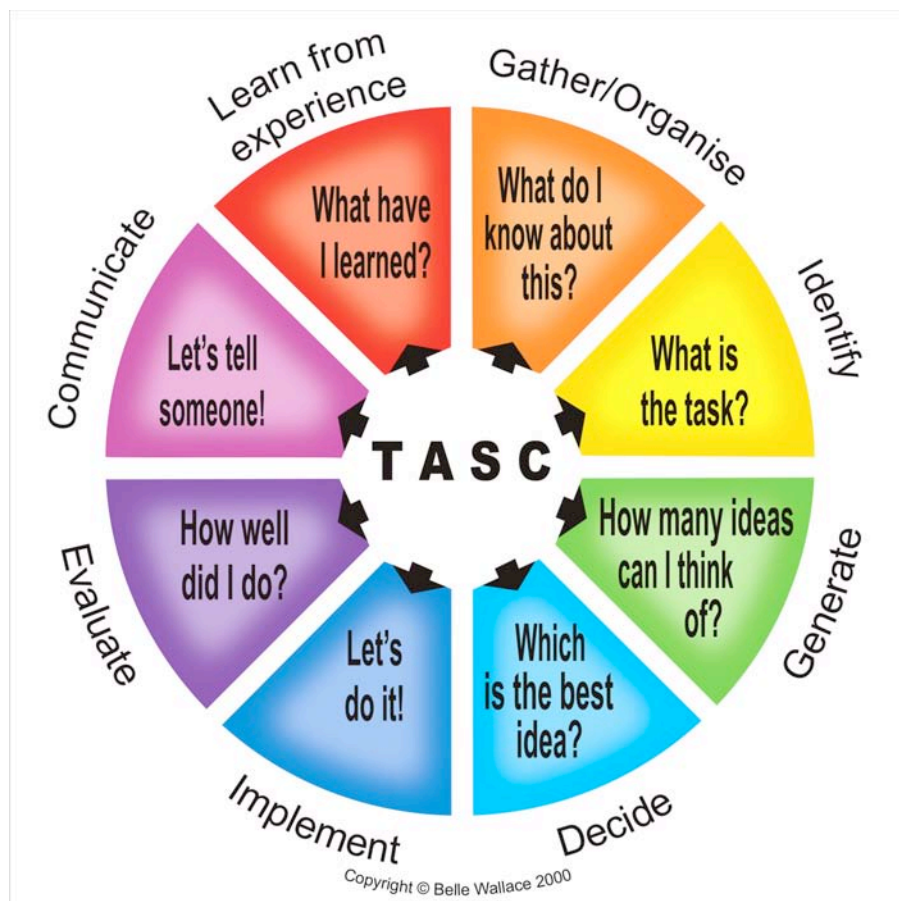 Gather/Organise
What do I
know about
this?
Identify
What is
the task?
Generate
How many ideas
can I think
of?
Decide
Which
is the best
idea?
Implement
Let's
do it!
Evaluate
How well
did I do?
Communicate
Let's tell
someone!
Learn from
experience
What have
I learned?
T A S C
Copyright © Belle Wallace 2000